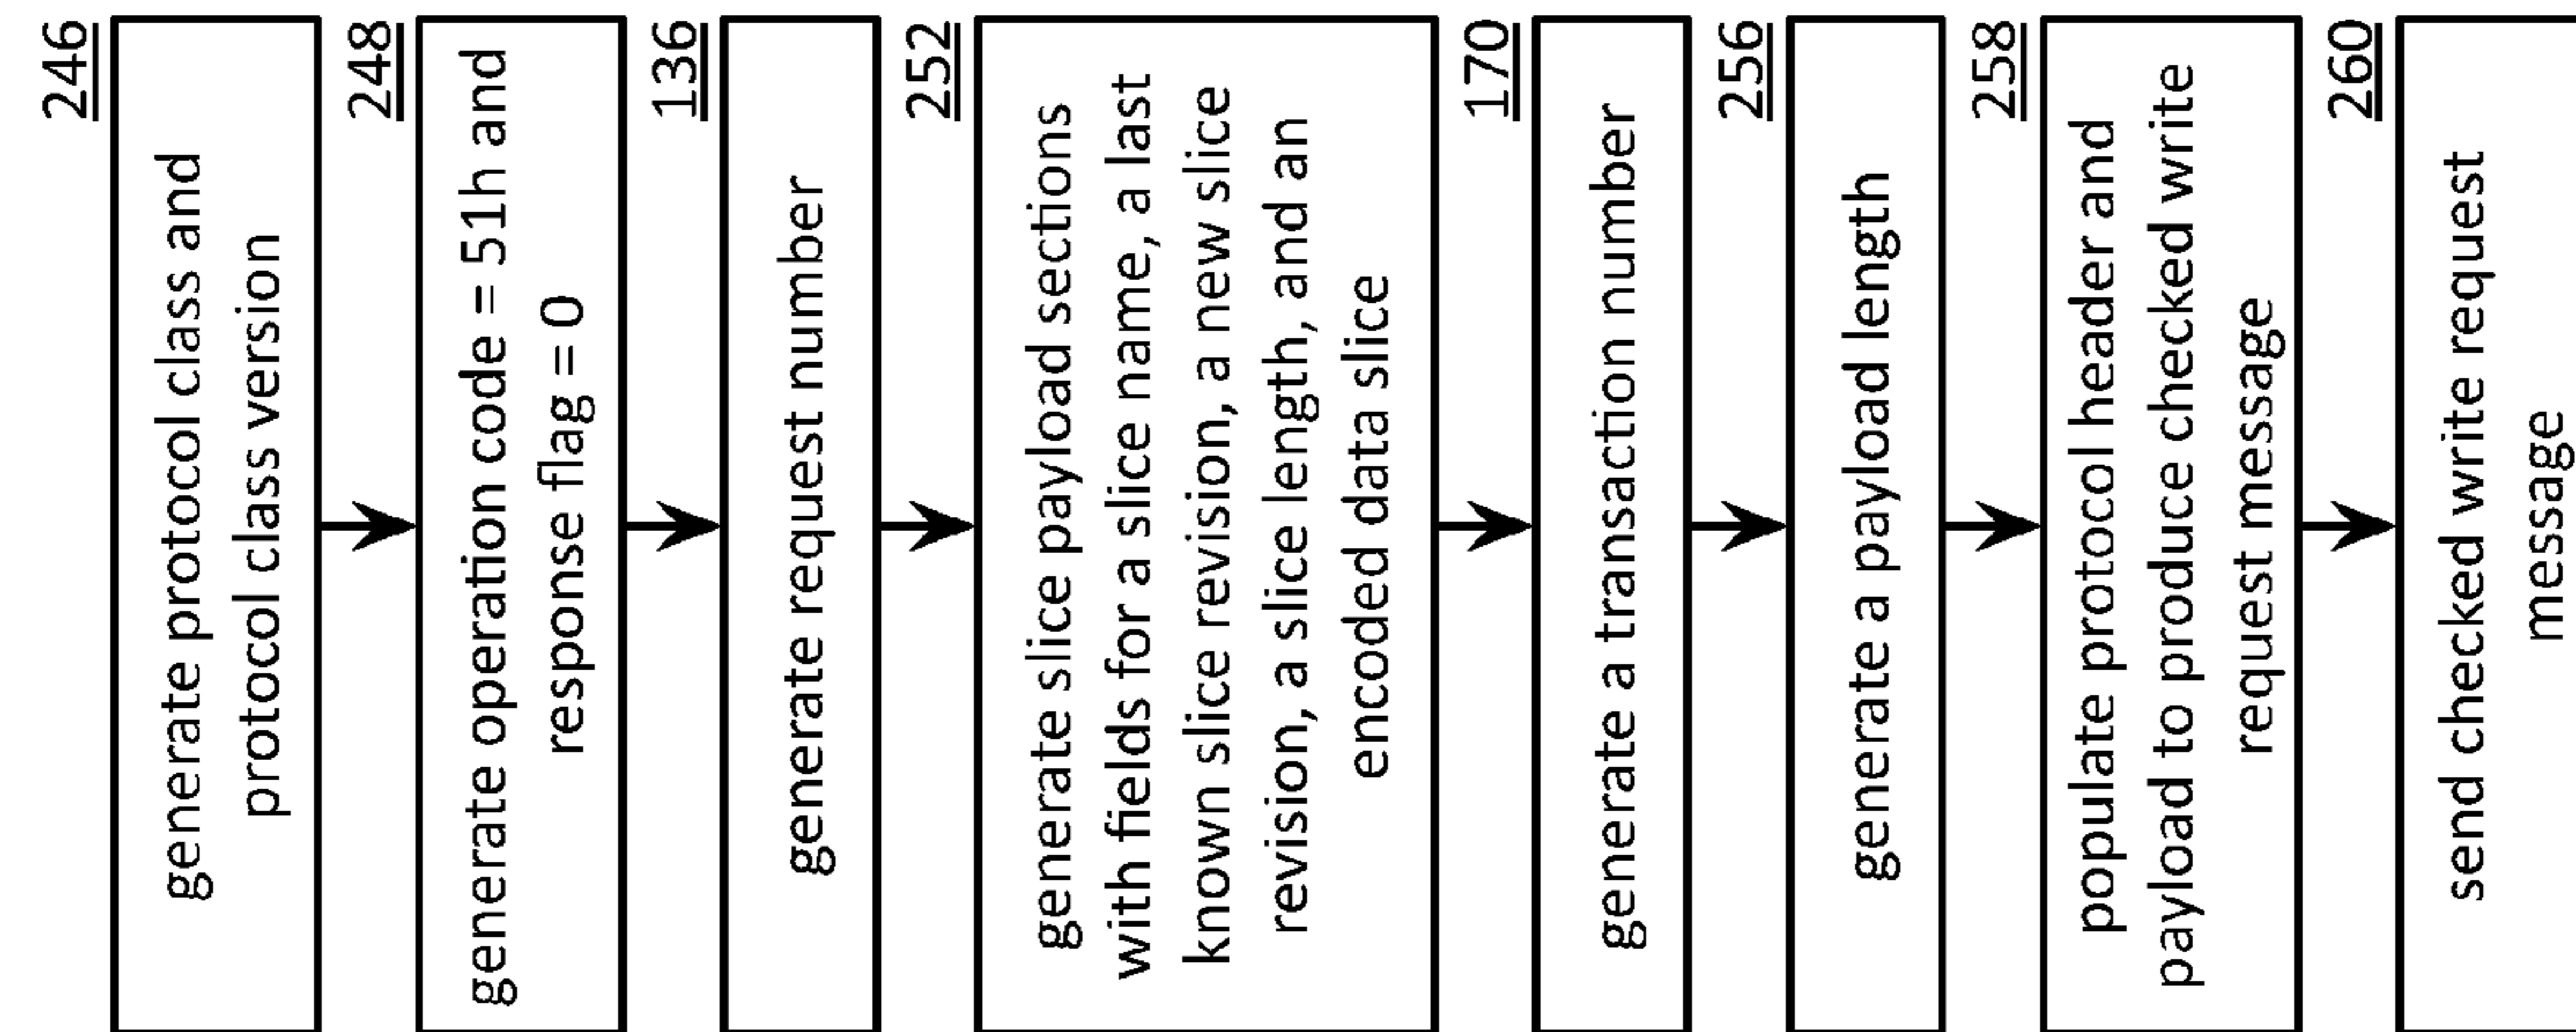 246
generate protocol class and
protocol class version
248
generate operation code = 51h and
response flag = 0
136
generate request number
252
generate slice payload sections
with fields for a slice name, a last
known slice revision, a new slice
revision, a slice length, and an
encoded data slice
170
generate a transaction number
256
generate a payload length
258
populate protocol header and
payload to produce checked write
request message
260
send checked write request
message